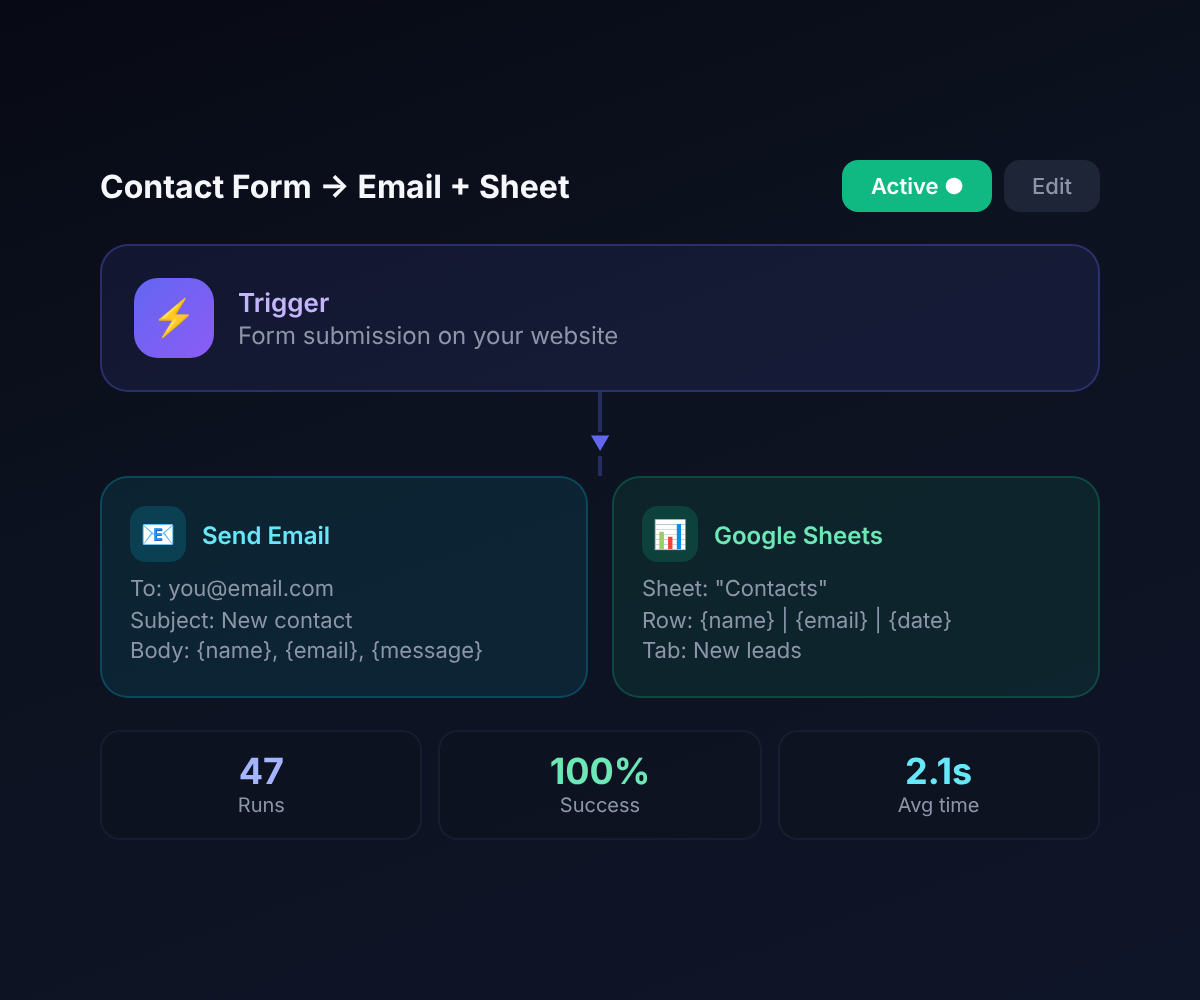 Contact Form → Email + Sheet
Active ●
Edit
Trigger
Form submission on your website
Send Email
To: you@email.com
Subject: New contact
Body: {name}, {email}, {message}
Google Sheets
Sheet: "Contacts"
Row: {name} | {email} | {date}
Tab: New leads
47
Runs
100%
Success
2.1s
Avg time